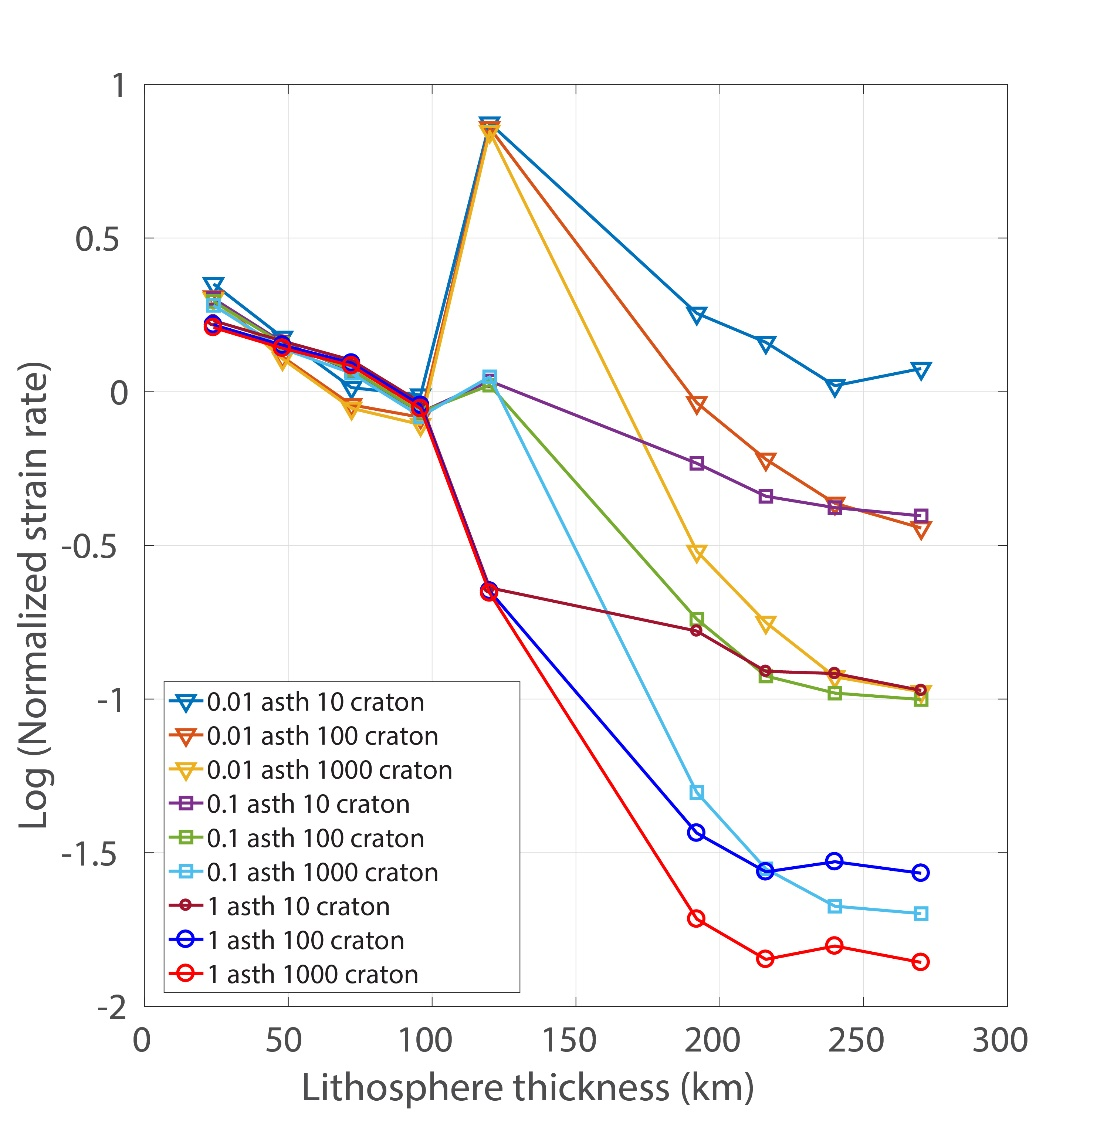 1
0.5
0
-0.5
-1
-1.5
-2
Log (Normalized strain rate)
0.01 asth 10 craton
0.01 asth 100 craton
0.01 asth 1000 craton
0.1 asth 10 craton
0.1 asth 100 craton
0.1 asth 1000 craton
1 asth 10 craton
1 asth 100 craton
1 asth 1000 craton
0 50 100 150 200 250 300
Lithosphere thickness (km)